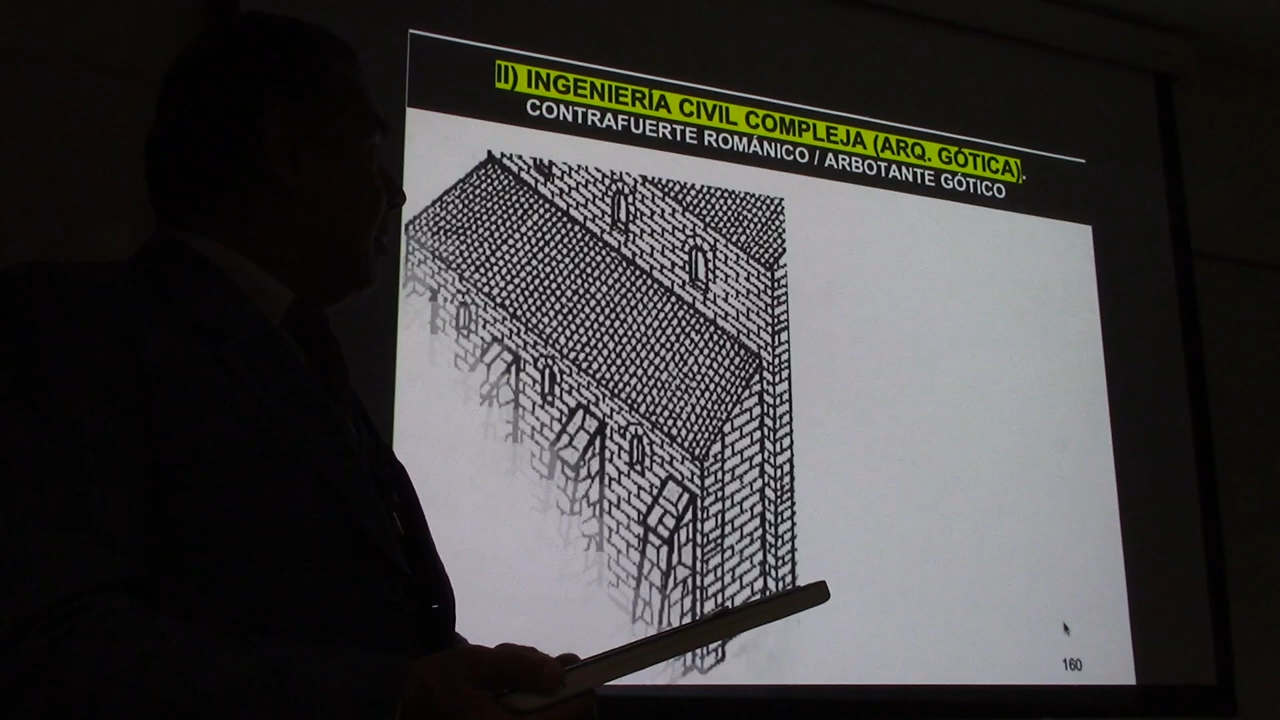 II) INGENIERÍA CIVIL COMPLEJA (ARQ. GÓTICA).
CONTRAFUERTE ROMÁNICO / ARBOTANTE GÓTICO
160